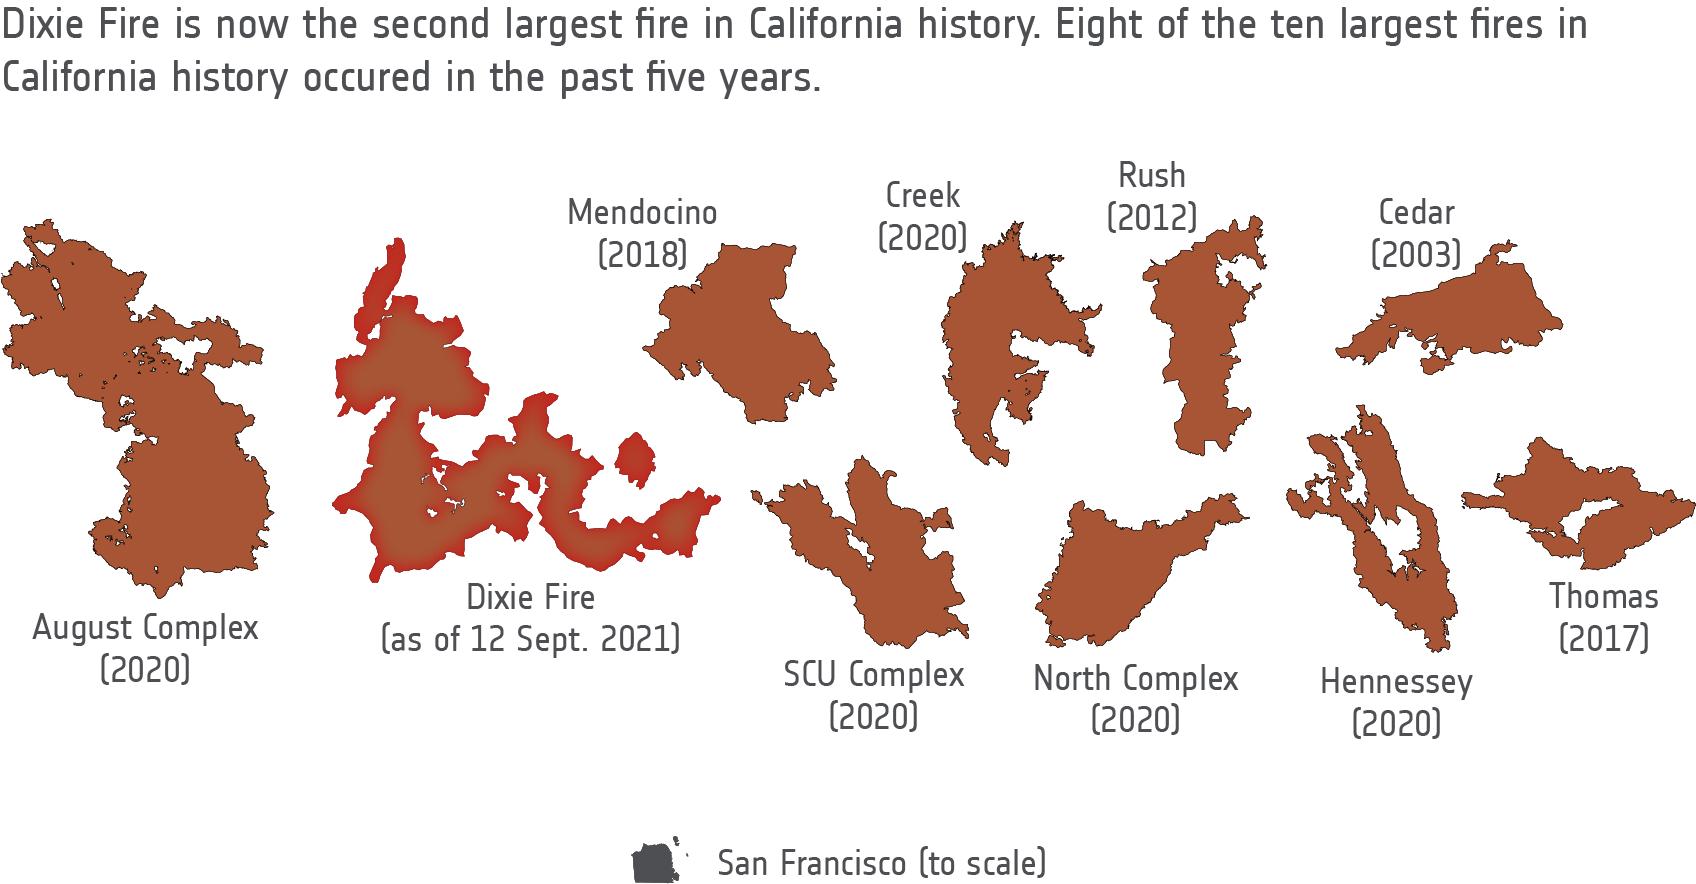 Dixie Fire is now the second largest fire in California history. Eight of the ten largest fires in
California history occured in the past five years.
August Complex
(2020)
Dixie Fire
(as of 12 Sept. 2021)
Mendocino
(2018)
Creek
(2020)
Rush
(2012)
Cedar
(2003)
SCU Complex
(2020)
North Complex
(2020)
Hennessey
(2020)
Thomas
(2017)
San Francisco (to scale)